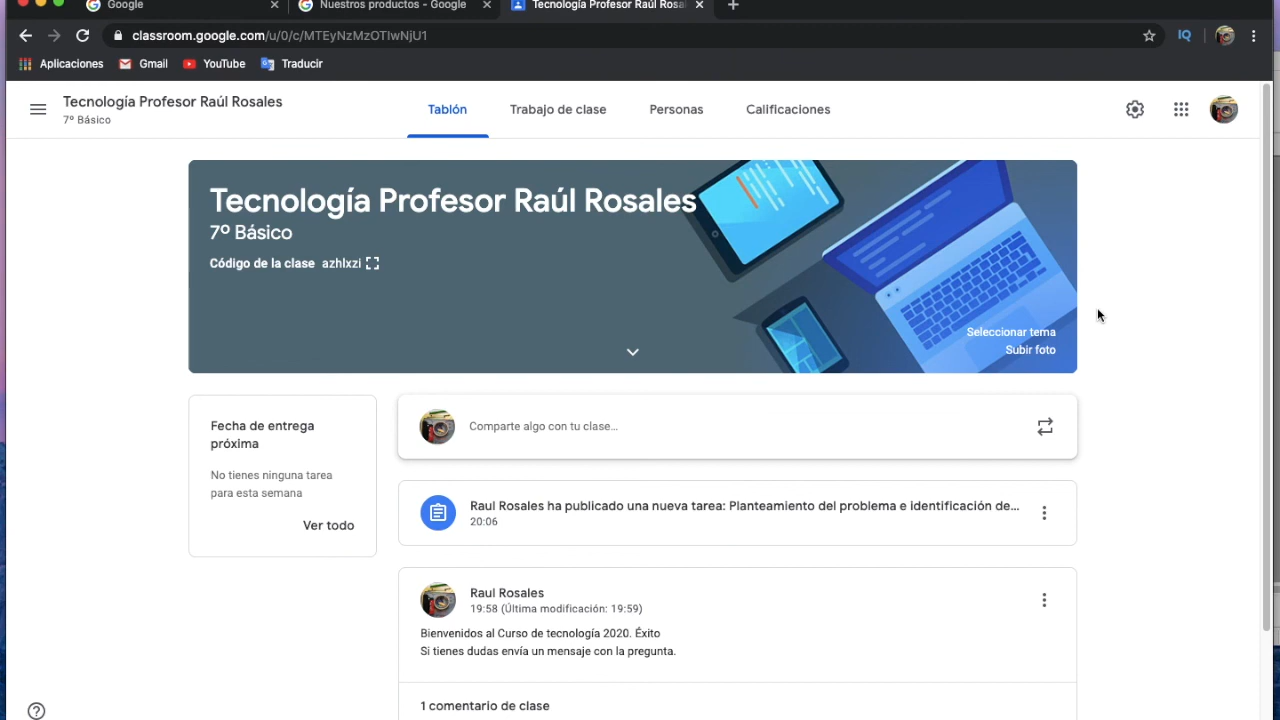 Google
Nuestros productos - Google
Tecnología Profesor Raúl Rosal
classroom.google.com/u/0/c/MTEyNzMzOTIwNjU1
IQ
Aplicaciones
Gmail
YouTube
Traducir
Tecnología Profesor Raúl Rosales
7º Básico
Tablón
Trabajo de clase
Personas
Calificaciones
Tecnología Profesor Raúl Rosales
7º Básico
Código de la clase azhlxzi
Seleccionar tema
Subir foto
Fecha de entrega
próxima
No tienes ninguna tarea
para esta semana
Ver todo
Comparte algo con tu clase...
Raul Rosales ha publicado una nueva tarea: Planteamiento del problema e identificación de...
20:06
Raul Rosales
19:58 (Última modificación: 19:59)
Bienvenidos al Curso de tecnología 2020. Éxito
Si tienes dudas envía un mensaje con la pregunta.
1 comentario de clase